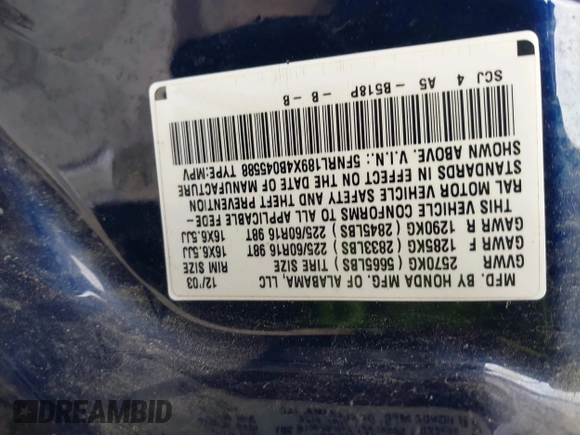 MFD. BY HONDA MFG. OF ALABAMA, LLC 12/'03
GVWR 2570KG (5665LBS) TIRE SIZE RIM SIZE
GAWR F 1285KG (2833LBS) 225/60R16 98T 16X6.5JJ
GAWR R 1290KG (2845LBS) 225/60R16 98T 16X6.5JJ
THIS VEHICLE CONFORMS TO ALL APPLICABLE FEDE-
RAL MOTOR VEHICLE SAFETY AND THEFT PREVENTION
STANDARDS IN EFFECT ON THE DATE OF MANUFACTURE
SHOWN ABOVE. V.I.N.: 5FNRL189X4B045588 TYPE:MPV
SCJ 4 A5 -B518P -B -B
DREAMBID